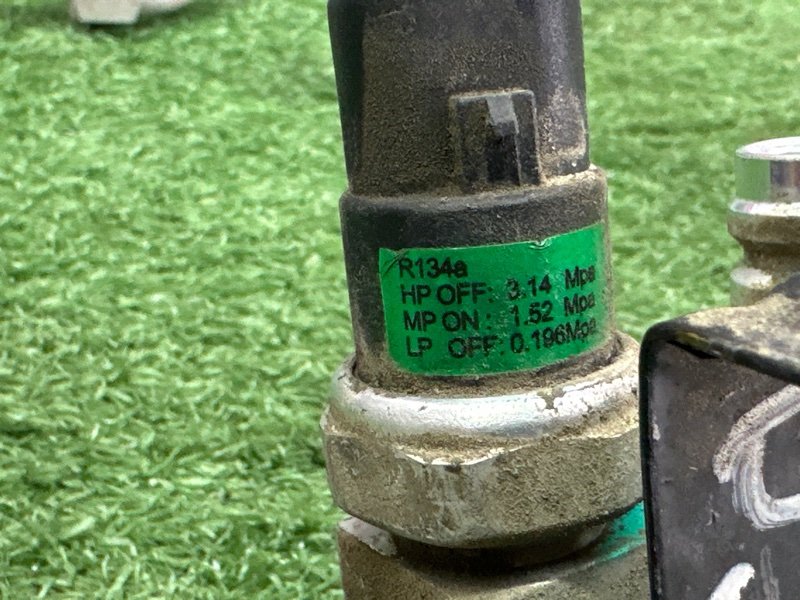 R134a
HP OFF: 3.14 Mpa
MP ON : 1.52 Mpa
LP OFF: 0.196Mpa